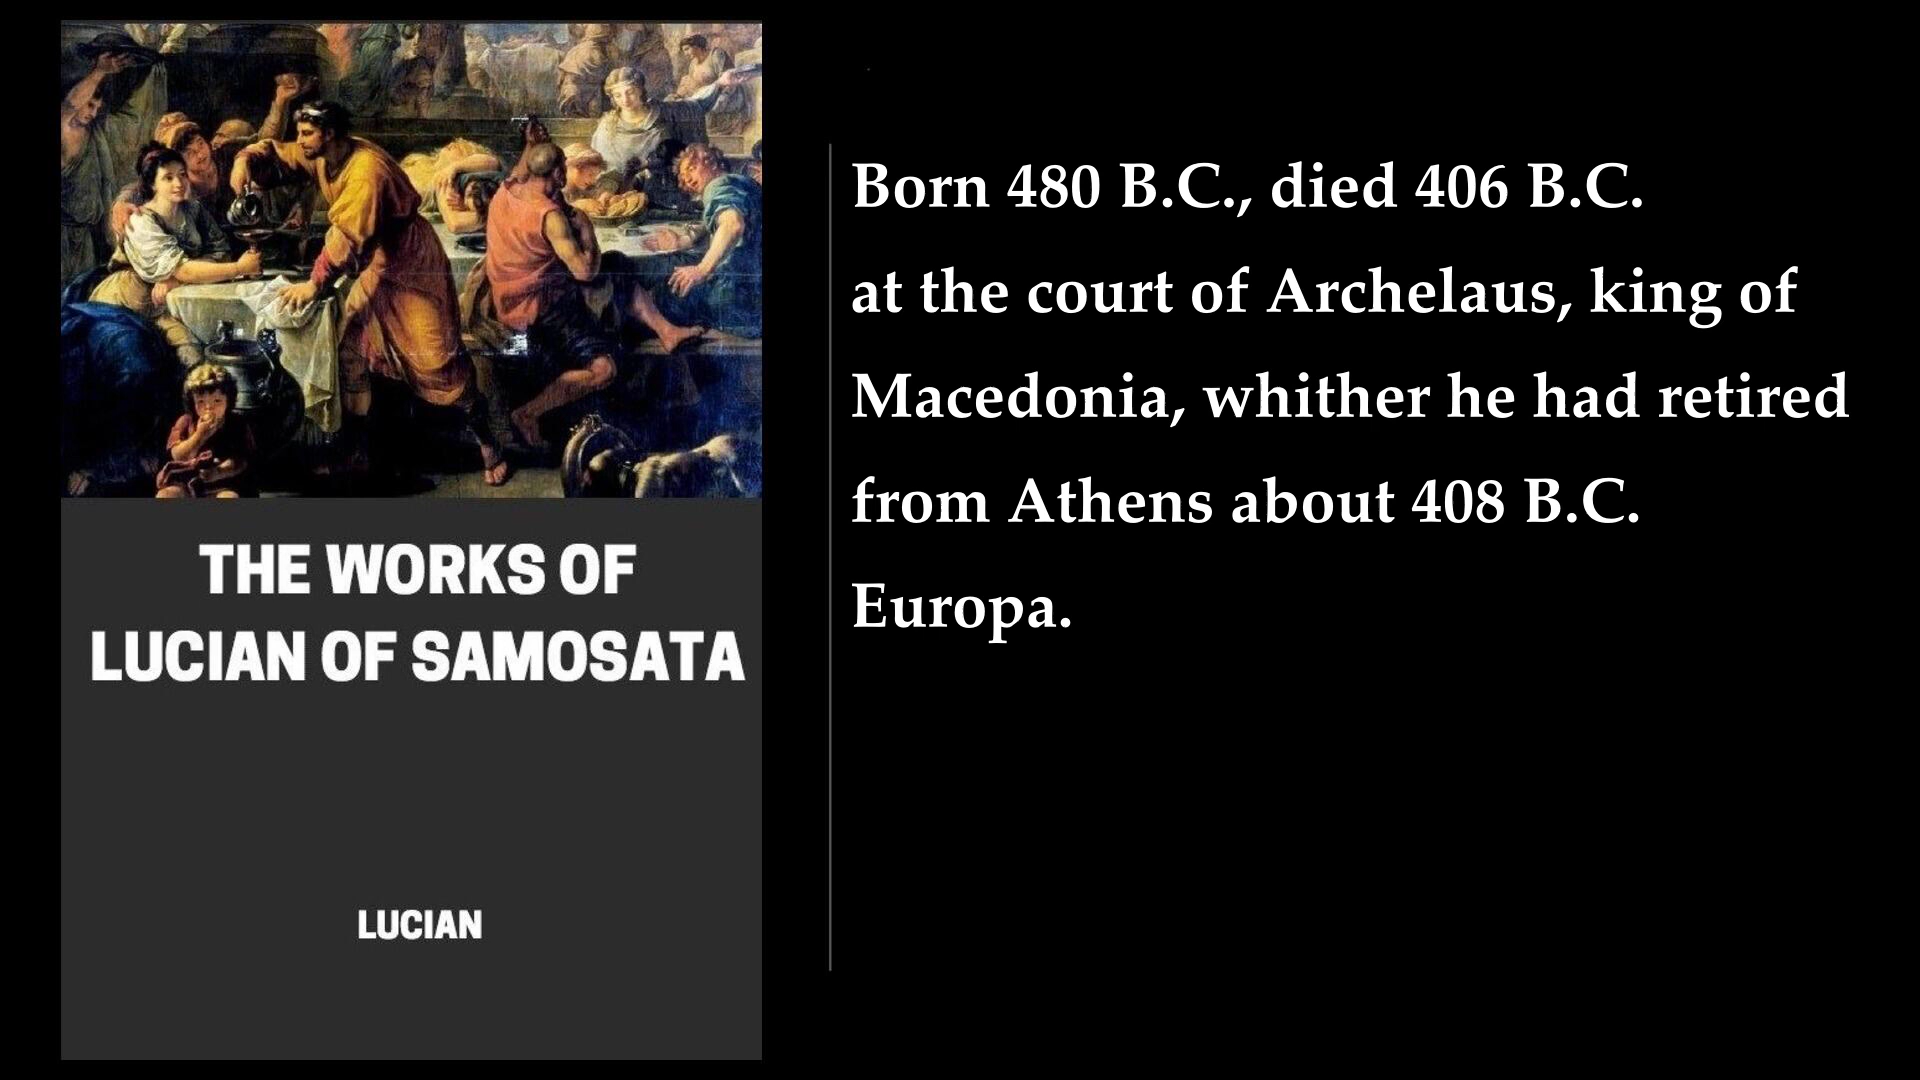 THE WORKS OF
LUCIAN OF SAMOSATA
LUCIAN
Born 480 B.C., died 406 B.C.
at the court of Archelaus, king of
Macedonia, whither he had retired
from Athens about 408 B.C.
Europa.